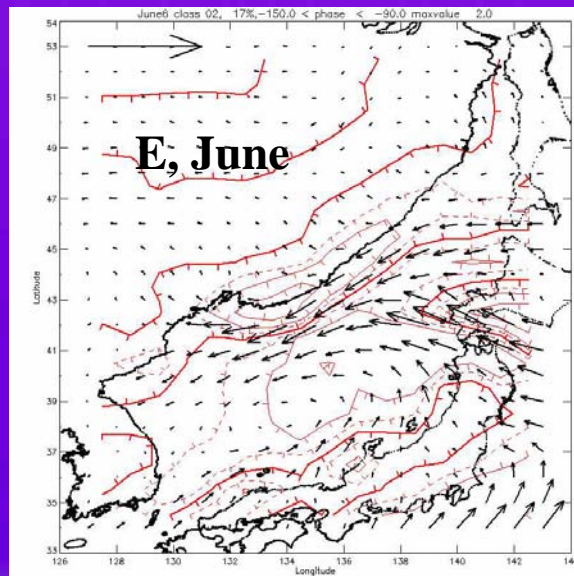 June6 class 02, 17%,-150.0 < phase < -90.0 maxvalue 2.0
54
53
51
E, June
49
47
45
Latitude
43
41
39
37
35
33
126 128 130 132 134 136 138 140 142 14
Longitude